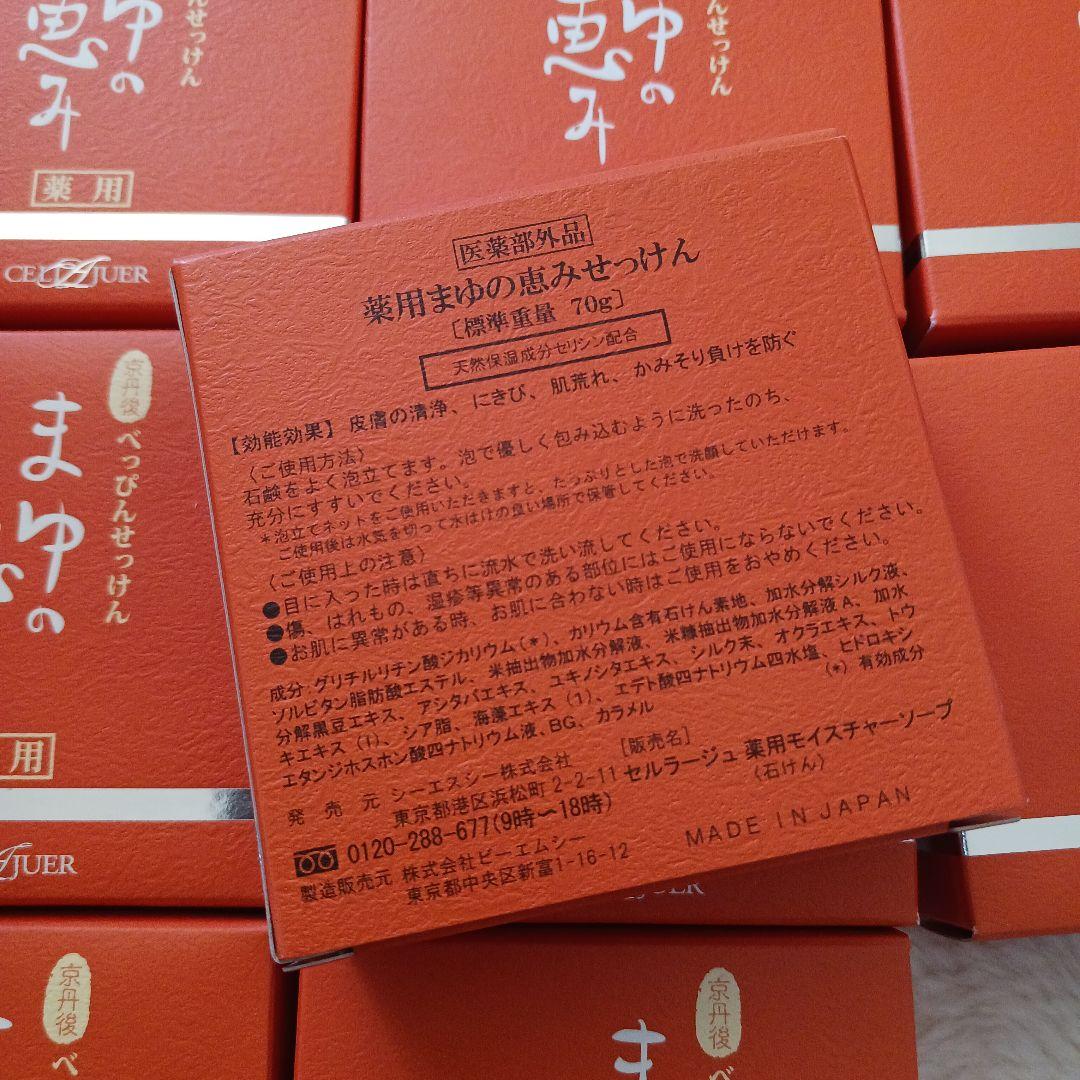 ゆの
恵み
んせっけん
薬用
CELLAJUER
ゆの
恵み
んせっけん
医薬部外品
薬用まゆの恵みせっけん
［標準重量 70g］
天然保湿成分セリシン配合
【効能効果】皮膚の清浄、にきび、肌荒れ、かみそり負けを防ぐ
〈ご使用方法〉
石鹸をよく泡立てます。泡で優しく包み込むように洗ったのち、
充分にすすいでください。
＊泡立てネットをご使用いただきますと、たっぷりとした泡で洗顔していただけます。
ご使用後は水気を切って水はけの良い場所で保管してください。
〈ご使用上の注意〉
●目に入った時は直ちに流水で洗い流してください。
●傷、はれもの、湿疹等異常のある部位にはご使用にならないでください。
●お肌に異常がある時、お肌に合わない時はご使用をおやめください。
成分：グリチルリチン酸ジカリウム（＊）、カリウム含有石けん素地、加水分解シルク液、
ソルビタン脂肪酸エステル、米抽出物加水分解液、米糠抽出物加水分解液A、加水
分解黒豆エキス、アシタバエキス、ユキノシタエキス、シルク末、オクラエキス、トウ
キエキス（1）、シア脂、海藻エキス（1）、エデト酸四ナトリウム四水塩、ヒドロキシ
エタンジホスホン酸四ナトリウム液、BG、カラメル （＊）有効成分
発売元 シーエスシー株式会社
東京都港区浜松町2-2-11
0120-288-677(9時〜18時)
製造販売元 株式会社ピーエムシー
東京都中央区新富1-16-12
［販売名］
セルラージュ薬用モイスチャーソープ
〈石けん〉
MADE IN JAPAN
京丹後
べっぴんせっけん
まゆの
用
JUER
京丹後
べ
京丹後
べ
ま